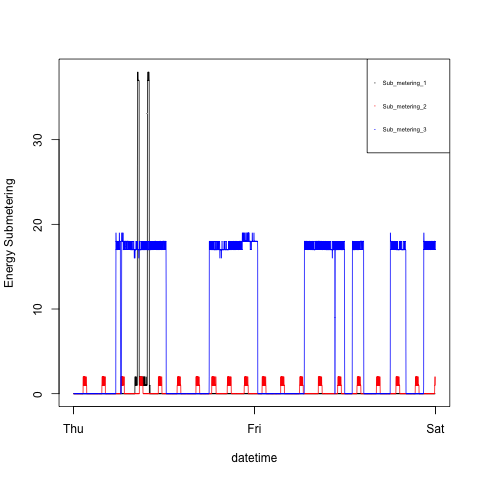 Sub_metering_1
Sub_metering_2
Sub_metering_3
Energy Submetering
30
20
10
0
Thu Fri Sat
datetime